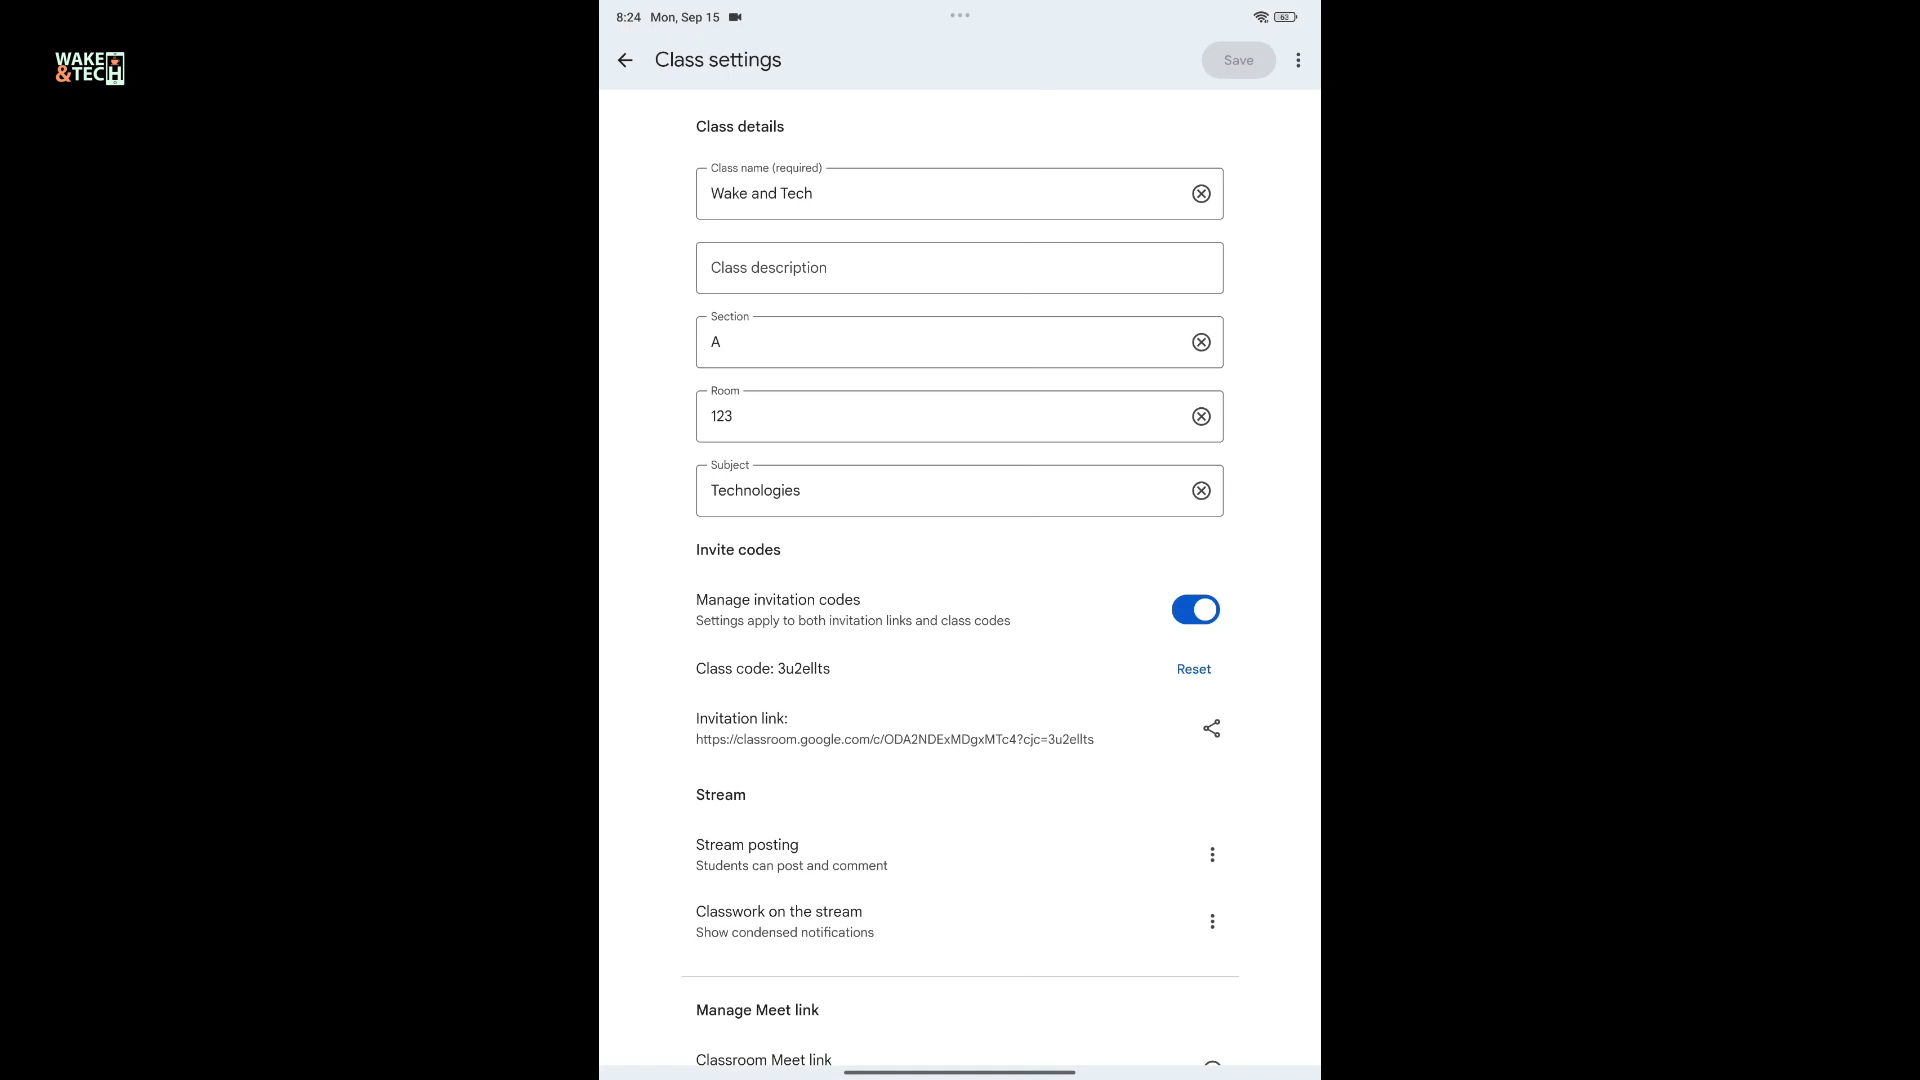 WAKE
&TECH
8:24 Mon, Sep 15
63
Class settings
Save
Class details
Class name (required)
Wake and Tech
Class description
Section
A
Room
123
Subject
Technologies
Invite codes
Manage invitation codes
Settings apply to both invitation links and class codes
Class code: 3u2ellts
Reset
Invitation link:
https://classroom.google.com/c/ODA2NDExMDgxMTc4?cjc=3u2ellts
Stream
Stream posting
Students can post and comment
Classwork on the stream
Show condensed notifications
Manage Meet link
Classroom Meet link